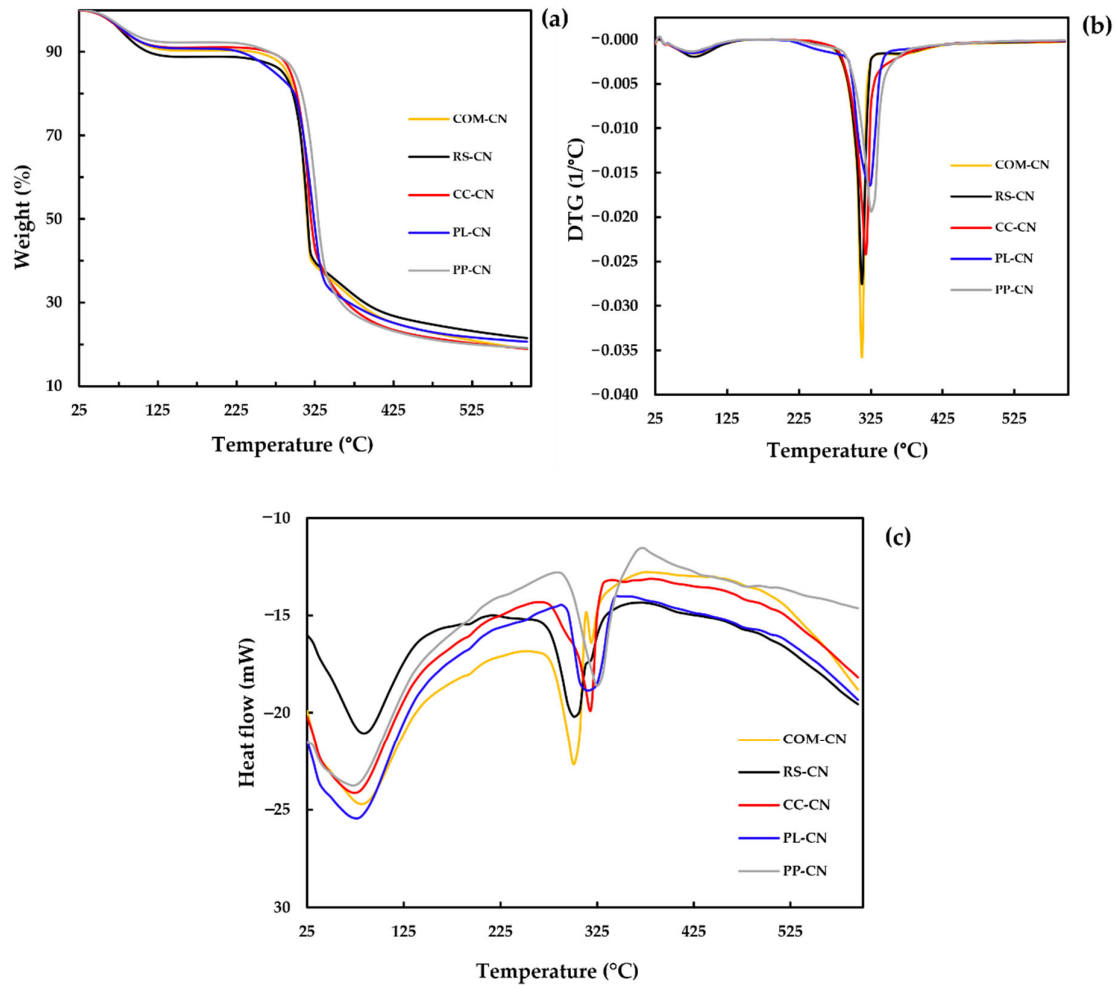 (a)
Weight (%)
90
70
50
30
10
25 125 225 325 425 525
Temperature (°C)
COM-CN
RS-CN
CC-CN
PL-CN
PP-CN
(b)
DTG (1/°C)
−0.000
−0.005
−0.010
−0.015
−0.020
−0.025
−0.030
−0.035
−0.040
25 125 225 325 425 525
Temperature (°C)
COM-CN
RS-CN
CC-CN
PL-CN
PP-CN
(c)
Heat flow (mW)
−10
−15
−20
−25
30
25 125 225 325 425 525
Temperature (°C)
COM-CN
RS-CN
CC-CN
PL-CN
PP-CN